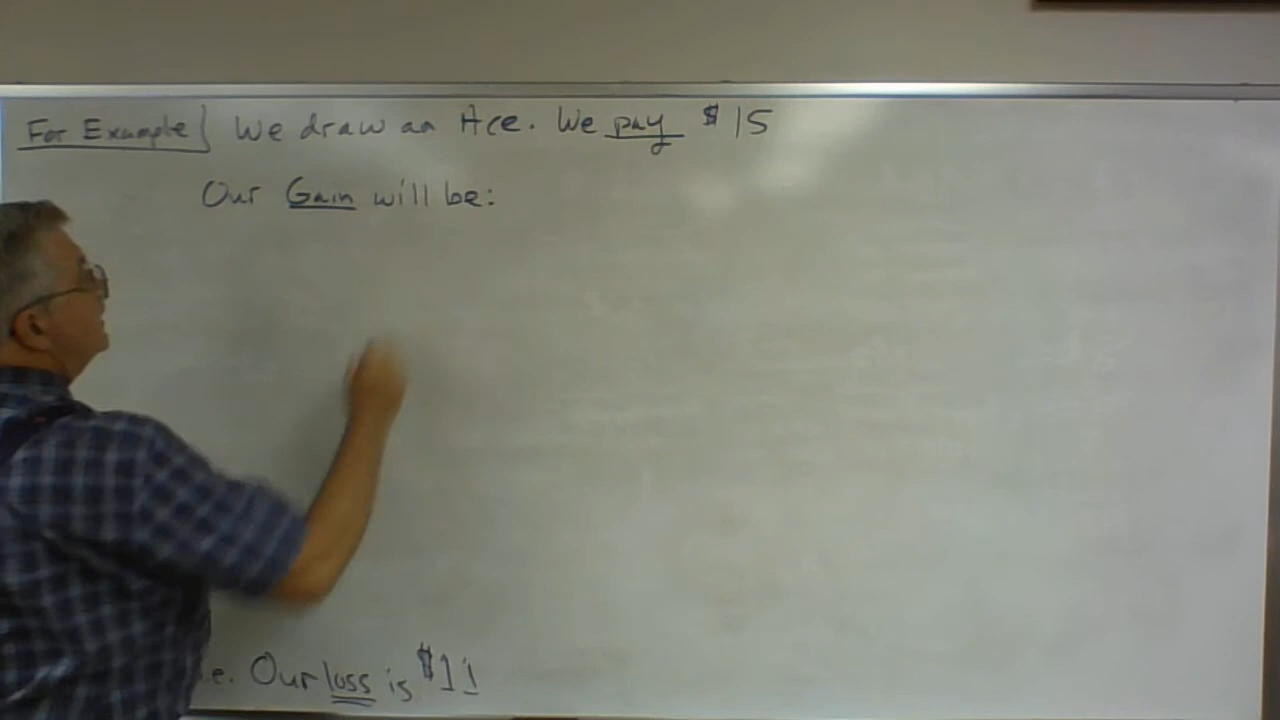 For Example We draw an Ace. We pay $15
Our Gain will be:
e. Our loss is $11